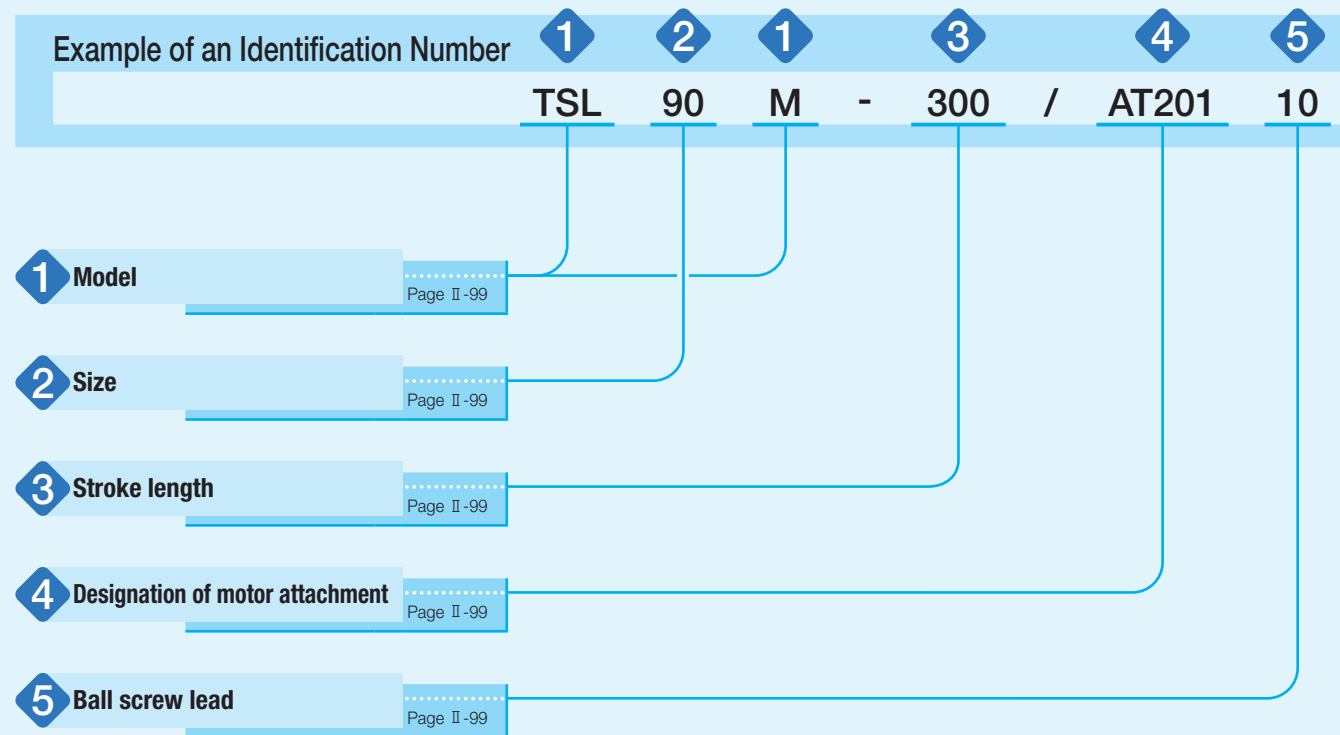 Example of an Identification Number 1 2 1 3 4 5
TSL 90 M - 300 / AT201 10
1 Model
Page Ⅱ-99
2 Size
Page Ⅱ-99
3 Stroke length
Page Ⅱ-99
4 Designation of motor attachment
Page Ⅱ-99
5 Ball screw lead
Page Ⅱ-99